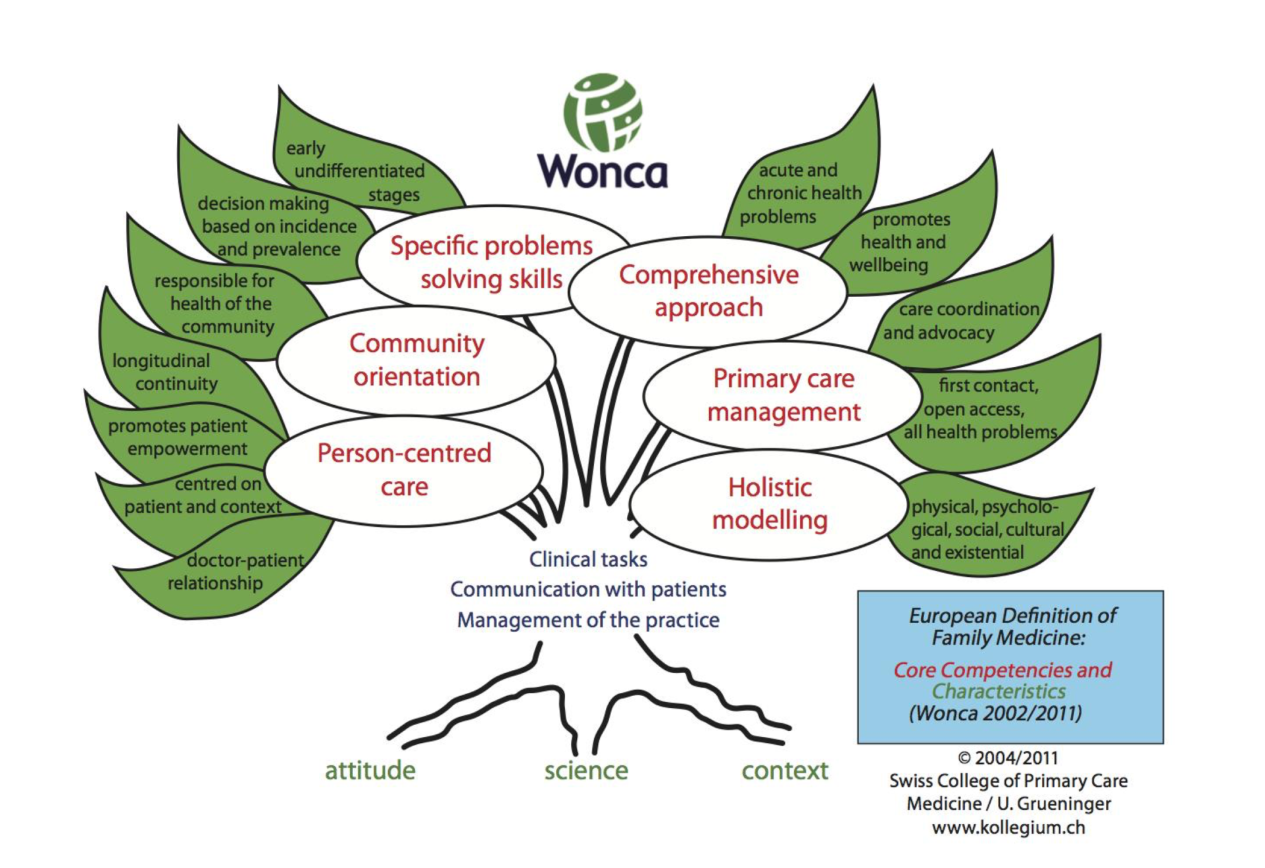 Wonca
early
undifferentiated
stages
decision making
based on incidence
and prevalence
responsible for
health of the
community
longitudinal
continuity
promotes patient
empowerment
centred on
patient and context
doctor-patient
relationship
Specific problems
solving skills
Community
orientation
Person-centred
care
Comprehensive
approach
Primary care
management
Holistic
modelling
acute and
chronic health
problems
promotes
health and
wellbeing
care coordination
and advocacy
first contact,
open access,
all health problems
physical, psycholo-
gical, social, cultural
and existential
Clinical tasks
Communication with patients
Management of the practice
attitude
science
context
European Definition of
Family Medicine:
Core Competencies and
Characteristics
(Wonca 2002/2011)
© 2004/2011
Swiss College of Primary Care
Medicine / U. Grueninger
www.kollegium.ch